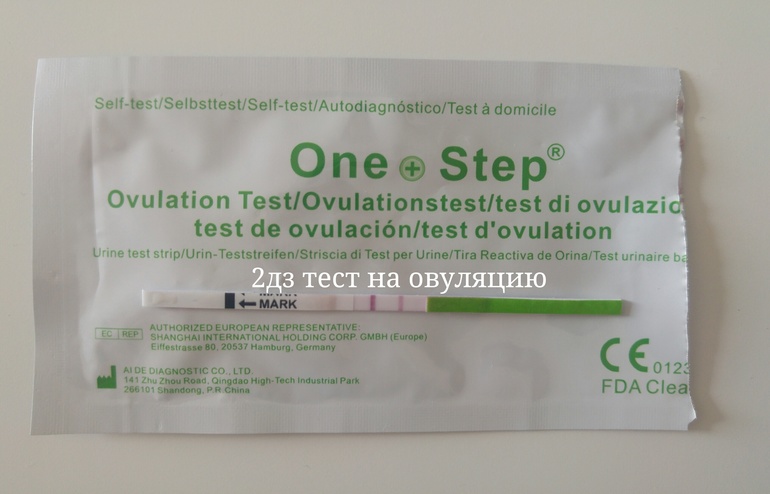 Self-test/Selbsttest/Self-test/Autodiagnóstico/Test à domicile
One + Step®
Ovulation Test/Ovulationstest/test di ovulazio
test de ovulación/test d'ovulation
Urine test strip/Urin-Teststreifen/Striscia di Test per Urine/Tira Reactiva de Orina/Test urinaire ba
2дз тест на овуляцию
MARK
EC REP
AUTHORIZED EUROPEAN REPRESENTATIVE:
SHANGHAI INTERNATIONAL HOLDING CORP. GMBH (Europe)
Eiffestrasse 80, 20537 Hamburg, Germany
AI DE DIAGNOSTIC CO., LTD.
141 Zhu Zhou Road, Qingdao High-Tech Industrial Park
266101 Shandong, P.R.China
CE 0123
FDA Clea